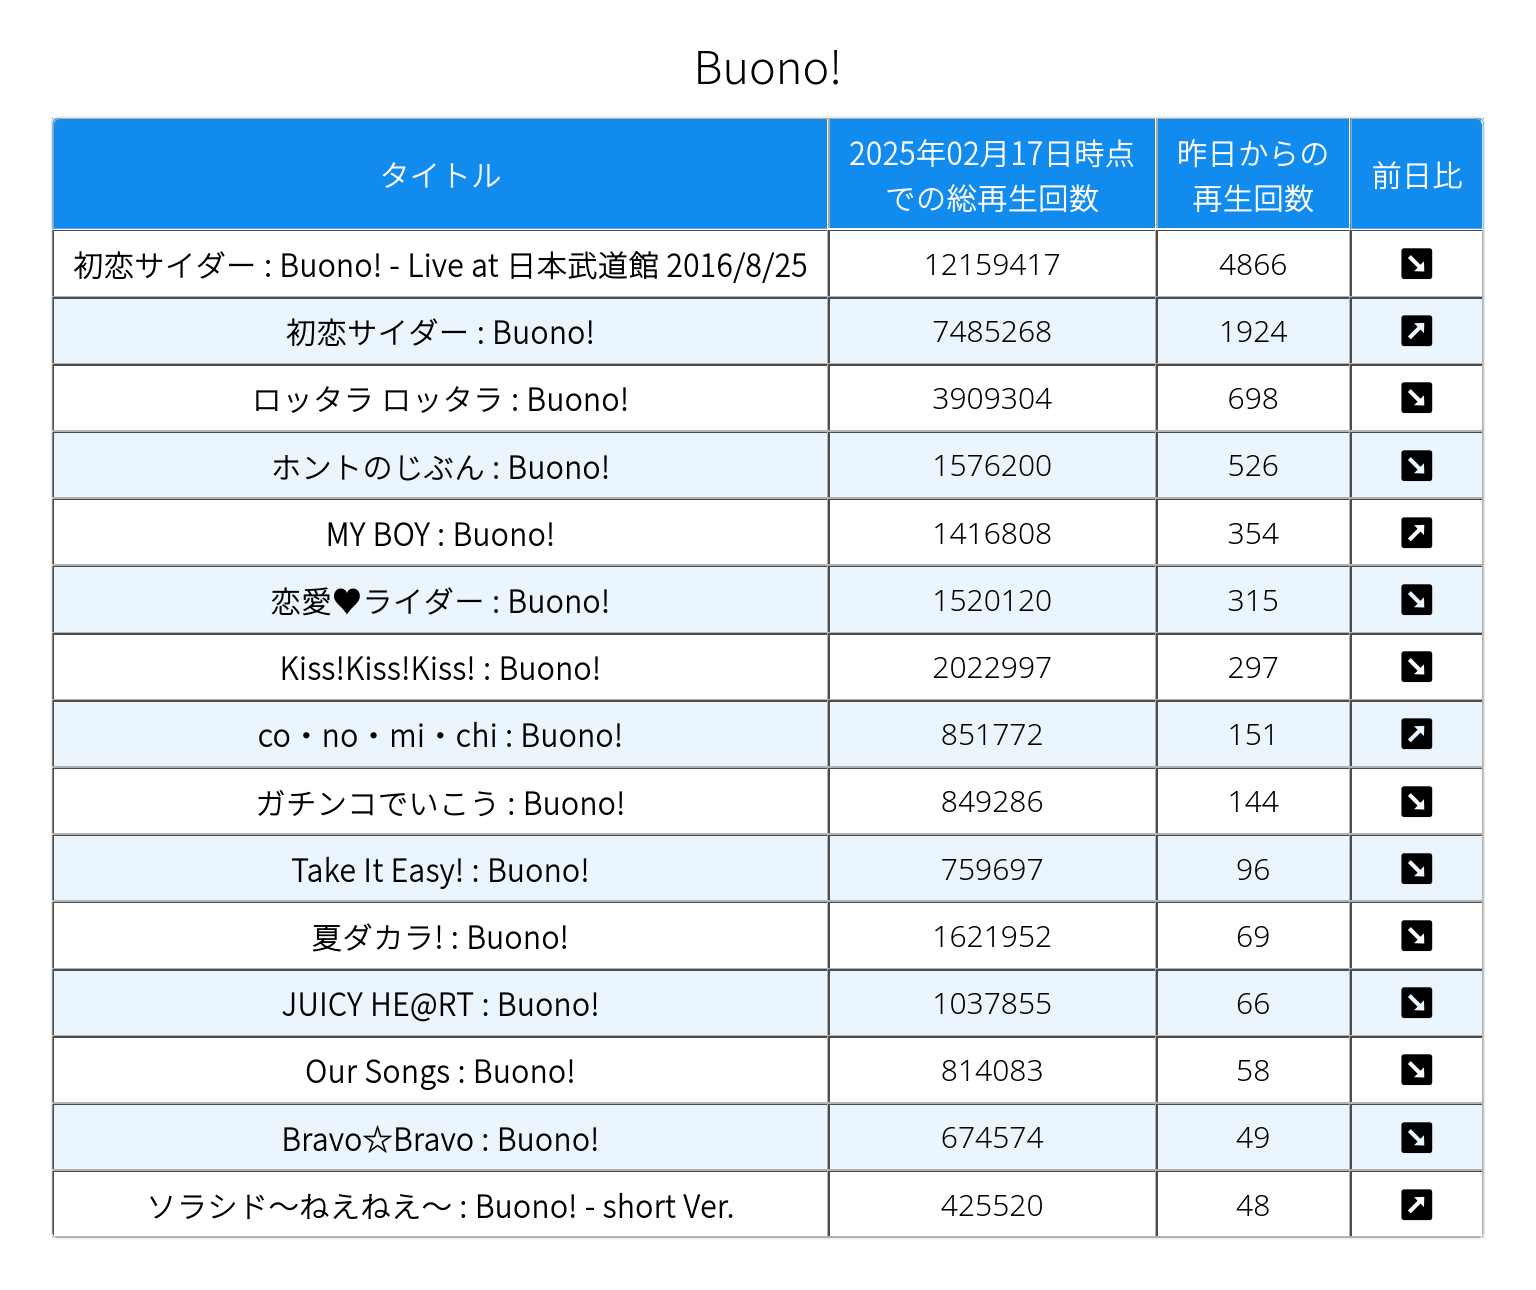 Buono!
タイトル
2025年02月17日時点
での総再生回数
昨日からの
再生回数
前日比
初恋サイダー : Buono! - Live at 日本武道館 2016/8/25 12159417 4866 ↘
初恋サイダー : Buono! 7485268 1924 ↗
ロッタラ ロッタラ : Buono! 3909304 698 ↘
ホントのじぶん : Buono! 1576200 526 ↘
MY BOY : Buono! 1416808 354 ↗
恋愛♥ライダー : Buono! 1520120 315 ↘
Kiss!Kiss!Kiss! : Buono! 2022997 297 ↘
co・no・mi・chi : Buono! 851772 151 ↗
ガチンコでいこう : Buono! 849286 144 ↘
Take It Easy! : Buono! 759697 96 ↘
夏ダカラ! : Buono! 1621952 69 ↘
JUICY HE@RT : Buono! 1037855 66 ↘
Our Songs : Buono! 814083 58 ↘
Bravo☆Bravo : Buono! 674574 49 ↘
ソラシド〜ねえねえ〜 : Buono! - short Ver. 425520 48 ↗